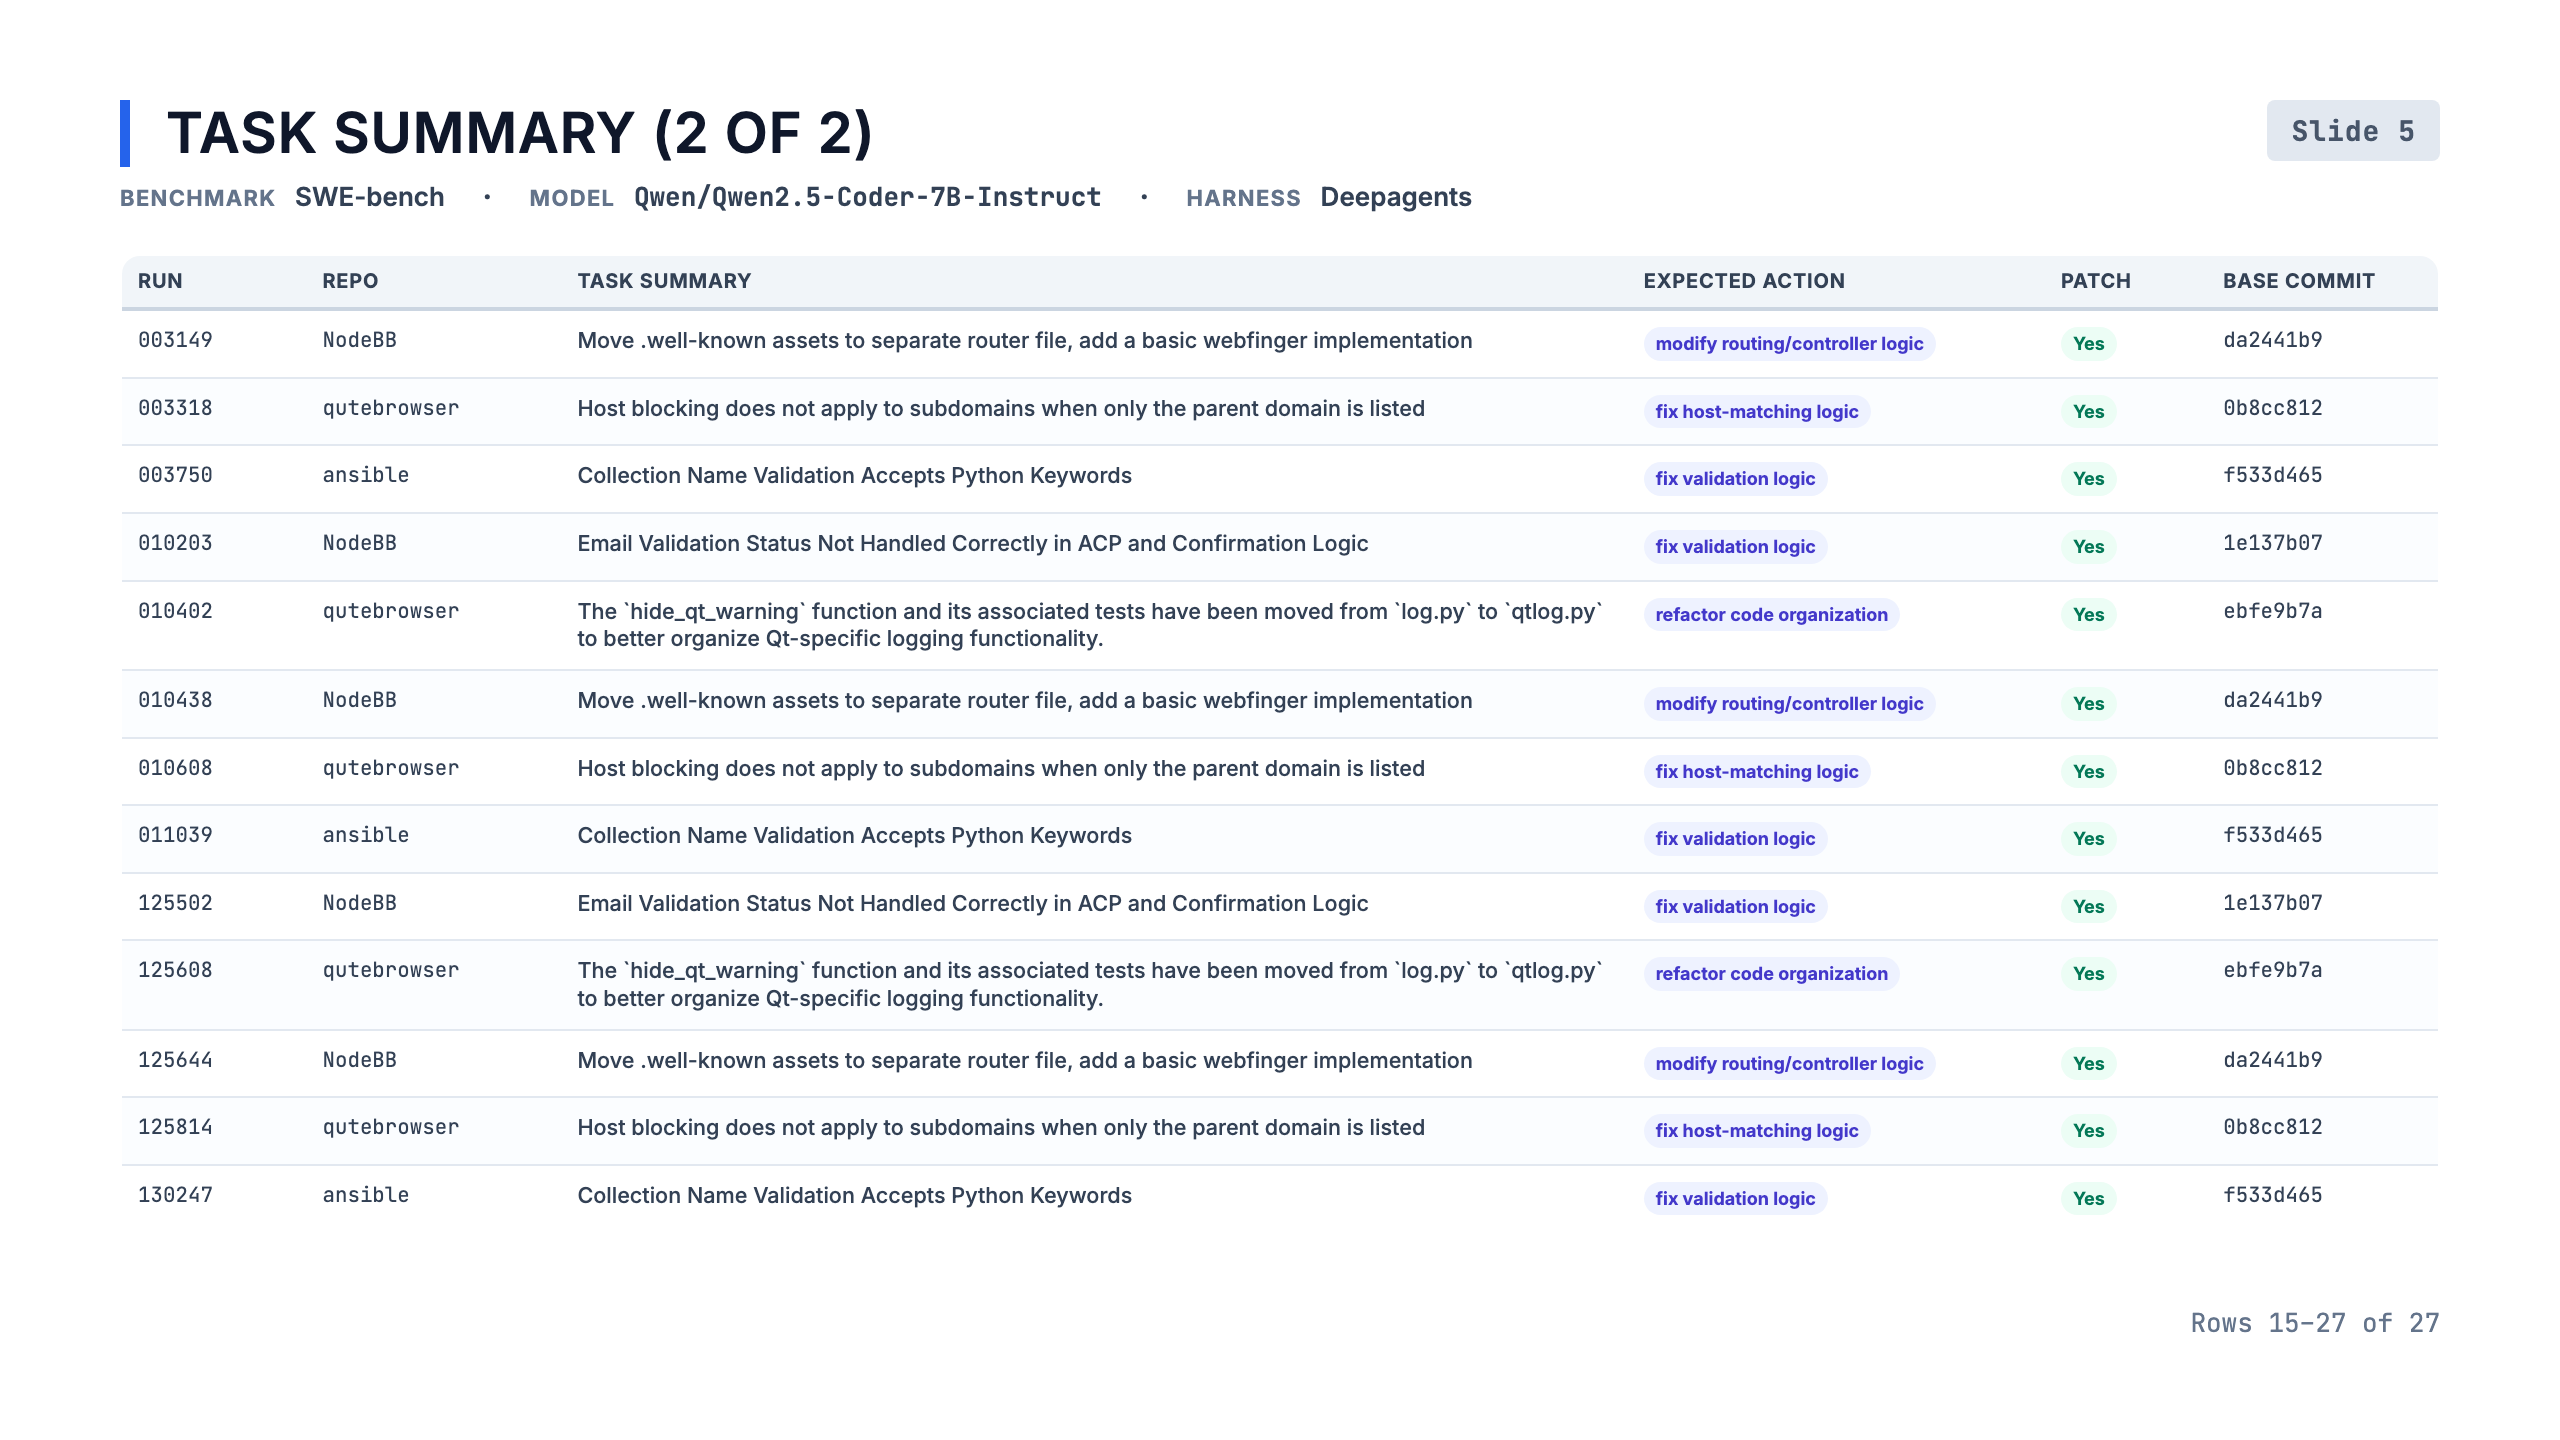 TASK SUMMARY (2 OF 2)
Slide 5
BENCHMARK SWE-bench · MODEL Qwen/Qwen2.5-Coder-7B-Instruct · HARNESS Deepagents
RUN REPO TASK SUMMARY EXPECTED ACTION PATCH BASE COMMIT
003149 NodeBB Move .well-known assets to separate router file, add a basic webfinger implementation modify routing/controller logic Yes da2441b9
003318 qutebrowser Host blocking does not apply to subdomains when only the parent domain is listed fix host-matching logic Yes 0b8cc812
003750 ansible Collection Name Validation Accepts Python Keywords fix validation logic Yes f533d465
010203 NodeBB Email Validation Status Not Handled Correctly in ACP and Confirmation Logic fix validation logic Yes 1e137b07
010402 qutebrowser The `hide_qt_warning` function and its associated tests have been moved from `log.py` to `qtlog.py` refactor code organization Yes ebfe9b7a
to better organize Qt-specific logging functionality.
010438 NodeBB Move .well-known assets to separate router file, add a basic webfinger implementation modify routing/controller logic Yes da2441b9
010608 qutebrowser Host blocking does not apply to subdomains when only the parent domain is listed fix host-matching logic Yes 0b8cc812
011039 ansible Collection Name Validation Accepts Python Keywords fix validation logic Yes f533d465
125502 NodeBB Email Validation Status Not Handled Correctly in ACP and Confirmation Logic fix validation logic Yes 1e137b07
125608 qutebrowser The `hide_qt_warning` function and its associated tests have been moved from `log.py` to `qtlog.py` refactor code organization Yes ebfe9b7a
to better organize Qt-specific logging functionality.
125644 NodeBB Move .well-known assets to separate router file, add a basic webfinger implementation modify routing/controller logic Yes da2441b9
125814 qutebrowser Host blocking does not apply to subdomains when only the parent domain is listed fix host-matching logic Yes 0b8cc812
130247 ansible Collection Name Validation Accepts Python Keywords fix validation logic Yes f533d465
Rows 15–27 of 27